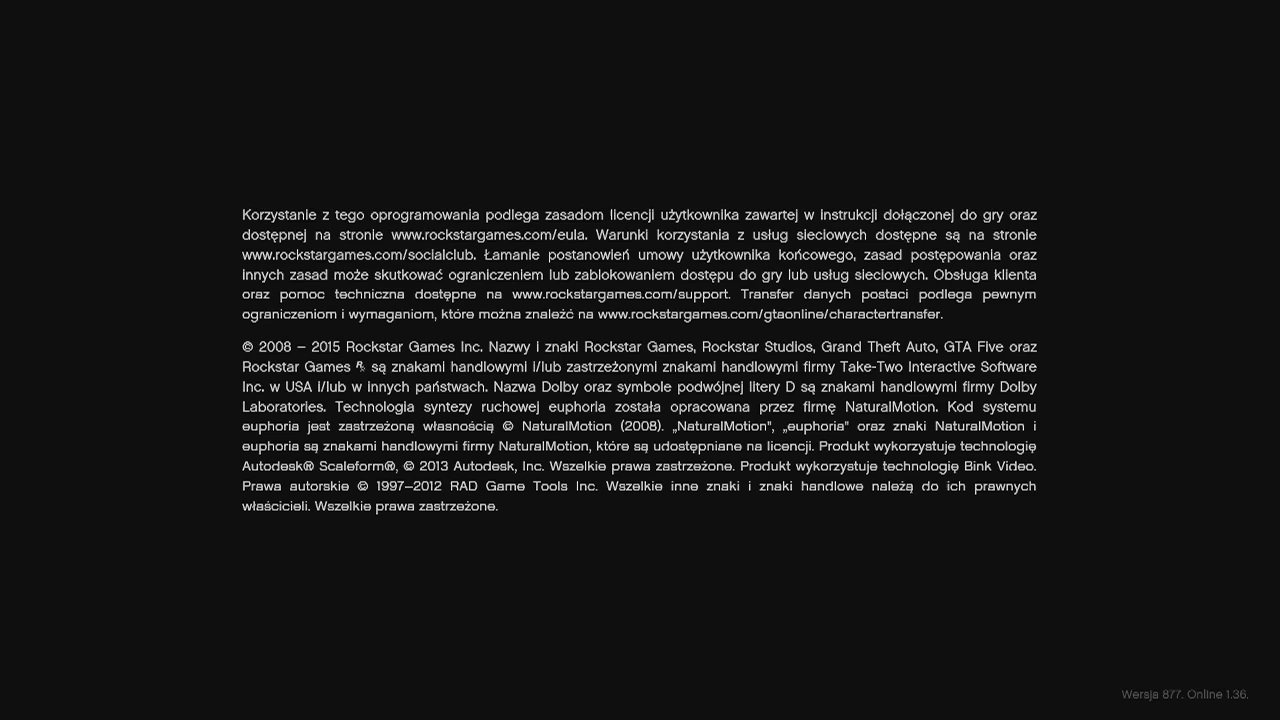 Korzystanie z tego oprogramowania podlega zasadom licencji użytkownika zawartej w instrukcji dołączonej do gry oraz
dostępnej na stronie www.rockstargames.com/eula. Warunki korzystania z usług sieciowych dostępne są na stronie
www.rockstargames.com/socialclub. Łamanie postanowień umowy użytkownika końcowego, zasad postępowania oraz
innych zasad może skutkować ograniczeniem lub zablokowaniem dostępu do gry lub usług sieciowych. Obsługa klienta
oraz pomoc techniczna dostępne na www.rockstargames.com/support. Transfer danych postaci podlega pewnym
ograniczeniom i wymaganiom, które można znaleźć na www.rockstargames.com/gtaonline/charactertransfer.
© 2008 – 2015 Rockstar Games Inc. Nazwy i znaki Rockstar Games, Rockstar Studios, Grand Theft Auto, GTA Five oraz
Rockstar Games R* są znakami handlowymi i/lub zastrzeżonymi znakami handlowymi firmy Take-Two Interactive Software
Inc. w USA i/lub w innych państwach. Nazwa Dolby oraz symbole podwójnej litery D są znakami handlowymi firmy Dolby
Laboratories. Technologia syntezy ruchowej euphoria została opracowana przez firmę NaturalMotion. Kod systemu
euphoria jest zastrzeżoną własnością © NaturalMotion (2008). „NaturalMotion", „euphoria" oraz znaki NaturalMotion i
euphoria są znakami handlowymi firmy NaturalMotion, które są udostępniane na licencji. Produkt wykorzystuje technologię
Autodesk® Scaleform®, © 2013 Autodesk, Inc. Wszelkie prawa zastrzeżone. Produkt wykorzystuje technologię Bink Video.
Prawa autorskie © 1997–2012 RAD Game Tools Inc. Wszelkie inne znaki i znaki handlowe należą do ich prawnych
właścicieli. Wszelkie prawa zastrzeżone.
Wersja 877. Online 1.36.